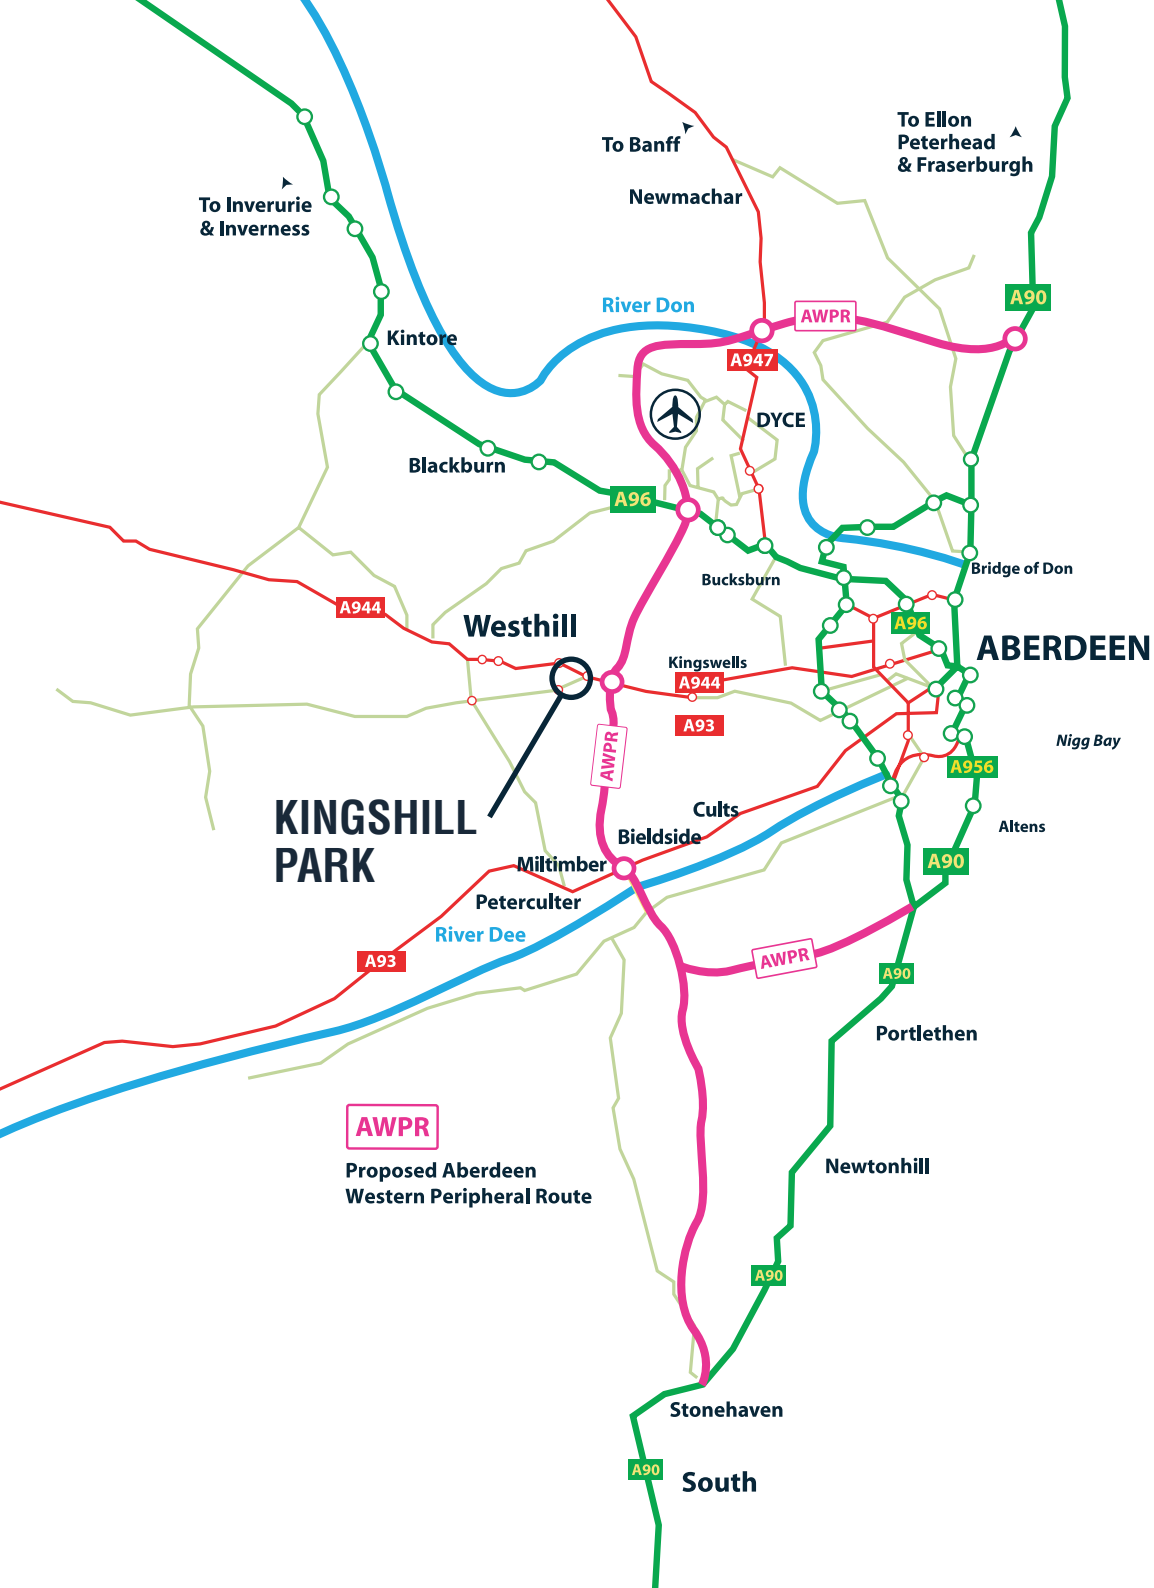 To Ellon
Peterhead
& Fraserburgh
To Banff
Newmachar
To Inverurie
& Inverness
A90
River Don
AWPR
Kintore
A947
DYCE
Blackburn
A96
Bridge of Don
Bucksburn
A944
Westhill
A96
ABERDEEN
Kingswells
A944
A93
Nigg Bay
AWPR
A956
KINGSHILL
PARK
Cults
Altens
Bieldside
Miltimber
A90
Peterculter
River Dee
A93
AWPR
A90
Portlethen
AWPR
Proposed Aberdeen
Western Peripheral Route
Newtonhill
A90
Stonehaven
A90
South